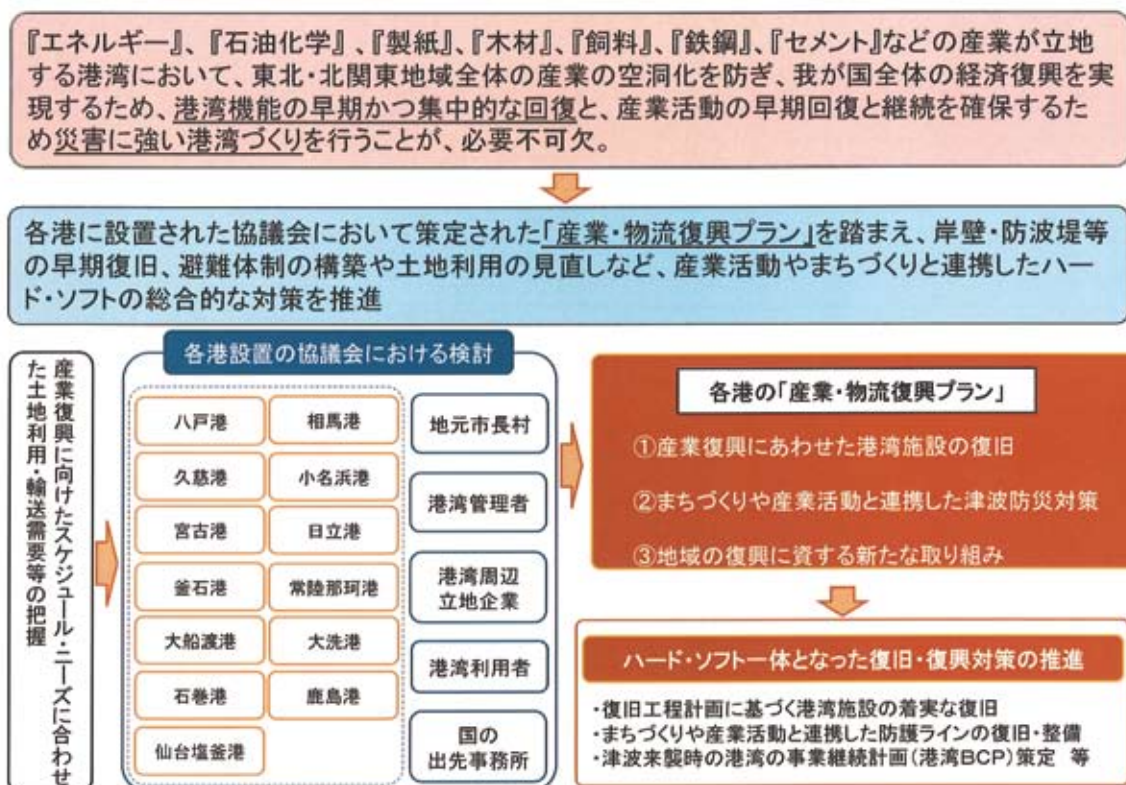 『エネルギー』、『石油化学』、『製紙』、『木材』、『飼料』、『鉄鋼』、『セメント』などの産業が立地
する港湾において、東北・北関東地域全体の産業の空洞化を防ぎ、我が国全体の経済復興を実
現するため、港湾機能の早期かつ集中的な回復と、産業活動の早期回復と継続を確保するた
め災害に強い港湾づくりを行うことが、必要不可欠。
各港に設置された協議会において策定された「産業・物流復興プラン」を踏まえ、岸壁・防波堤等
の早期復旧、避難体制の構築や土地利用の見直しなど、産業活動やまちづくりと連携したハー
ド・ソフトの総合的な対策を推進
産業復興に向けたスケジュール・ニーズに合わせ
た土地利用・輸送需要等の把握
各港設置の協議会における検討
八戸港
久慈港
宮古港
釜石港
大船渡港
石巻港
仙台塩釜港
相馬港
小名浜港
日立港
常陸那珂港
大洗港
鹿島港
地元市長村
港湾管理者
港湾周辺
立地企業
港湾利用者
国の
出先事務所
各港の「産業・物流復興プラン」
①産業復興にあわせた港湾施設の復旧
②まちづくりや産業活動と連携した津波防災対策
③地域の復興に資する新たな取り組み
ハード・ソフト一体となった復旧・復興対策の推進
・復旧工程計画に基づく港湾施設の着実な復旧
・まちづくりや産業活動と連携した防護ラインの復旧・整備
・津波来襲時の港湾の事業継続計画(港湾BCP)策定 等